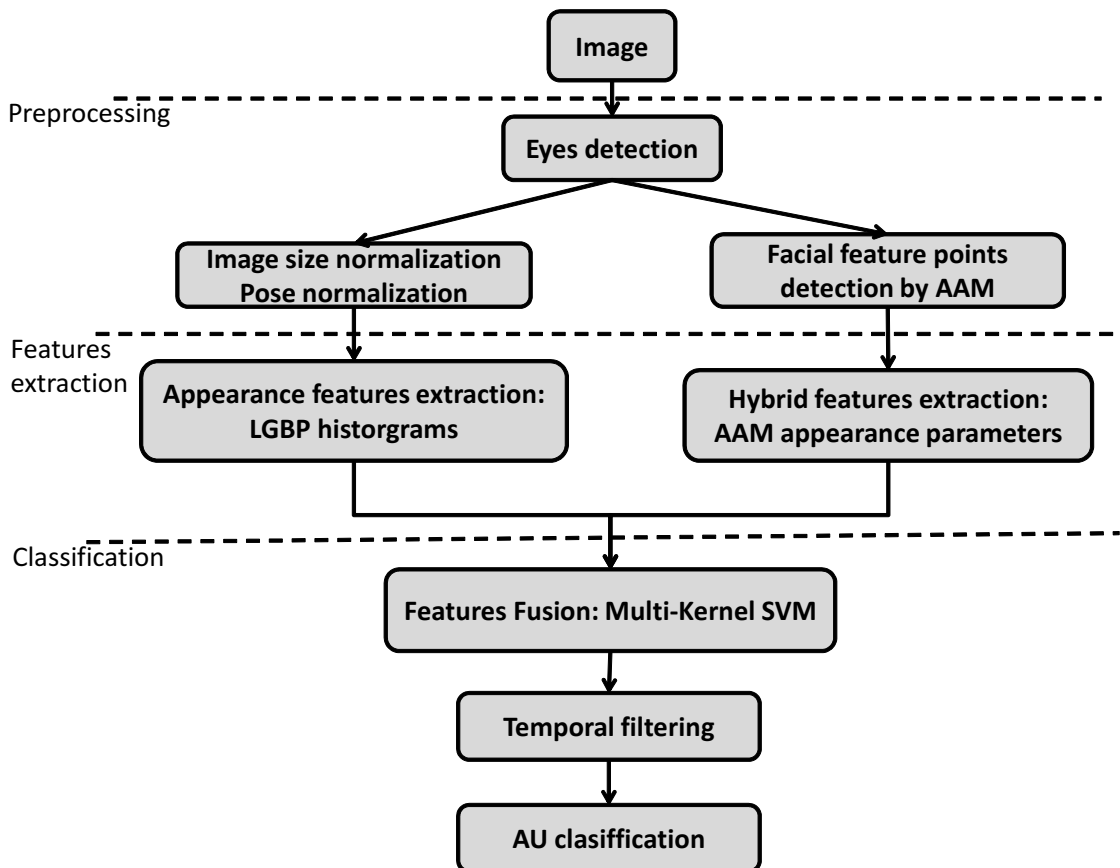 Image
Preprocessing
Eyes detection
Image size normalization
Pose normalization
Facial feature points
detection by AAM
Features
extraction
Appearance features extraction:
LGBP historgrams
Hybrid features extraction:
AAM appearance parameters
Classification
Features Fusion: Multi-Kernel SVM
Temporal filtering
AU clasiffication